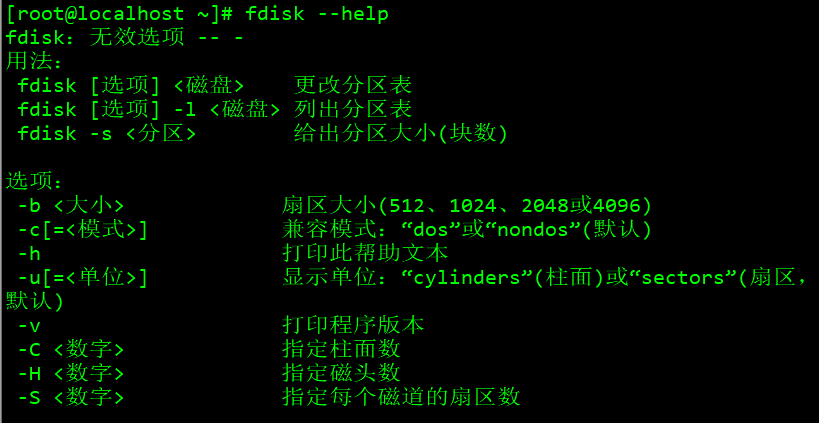 [root@localhost ~]# fdisk --help
fdisk：无效选项 -- -
用法：
 fdisk [选项] <磁盘>    更改分区表
 fdisk [选项] -l <磁盘> 列出分区表
 fdisk -s <分区>        给出分区大小(块数)
选项：
 -b <大小>             扇区大小(512、1024、2048或4096)
 -c[=<模式>]           兼容模式：“dos”或“nondos”(默认)
 -h                    打印此帮助文本
 -u[=<单位>]           显示单位：“cylinders”(柱面)或“sectors”(扇区，
默认)
 -v                    打印程序版本
 -C <数字>             指定柱面数
 -H <数字>             指定磁头数
 -S <数字>             指定每个磁道的扇区数